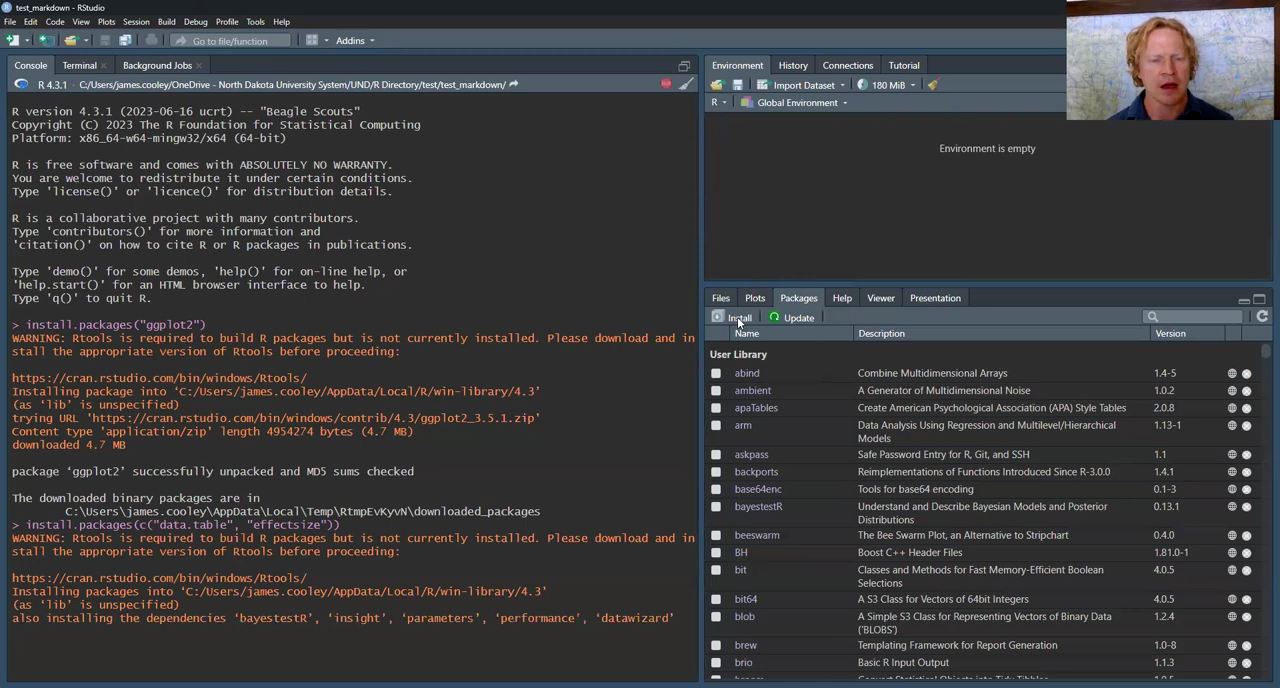 test_markdown - RStudio
File Edit Code View Plots Session Build Debug Profile Tools Help
Go to file/function Addins
Console Terminal Background Jobs
R 4.3.1 · C:/Users/james.cooley/OneDrive - North Dakota University System/UND/R Directory/test/test_markdown/
R version 4.3.1 (2023-06-16 ucrt) -- "Beagle Scouts"
Copyright (C) 2023 The R Foundation for Statistical Computing
Platform: x86_64-w64-mingw32/x64 (64-bit)
R is free software and comes with ABSOLUTELY NO WARRANTY.
You are welcome to redistribute it under certain conditions.
Type 'license()' or 'licence()' for distribution details.
R is a collaborative project with many contributors.
Type 'contributors()' for more information and
'citation()' on how to cite R or R packages in publications.
Type 'demo()' for some demos, 'help()' for on-line help, or
'help.start()' for an HTML browser interface to help.
Type 'q()' to quit R.
> install.packages("ggplot2")
WARNING: Rtools is required to build R packages but is not currently installed. Please download and in
stall the appropriate version of Rtools before proceeding:
https://cran.rstudio.com/bin/windows/Rtools/
Installing package into ‘C:/Users/james.cooley/AppData/Local/R/win-library/4.3’
(as ‘lib’ is unspecified)
trying URL 'https://cran.rstudio.com/bin/windows/contrib/4.3/ggplot2_3.5.1.zip'
Content type 'application/zip' length 4954274 bytes (4.7 MB)
downloaded 4.7 MB
package ‘ggplot2’ successfully unpacked and MD5 sums checked
The downloaded binary packages are in
C:\Users\james.cooley\AppData\Local\Temp\RtmpEvKyvN\downloaded_packages
> install.packages(c("data.table", "effectsize"))
WARNING: Rtools is required to build R packages but is not currently installed. Please download and in
stall the appropriate version of Rtools before proceeding:
https://cran.rstudio.com/bin/windows/Rtools/
Installing packages into ‘C:/Users/james.cooley/AppData/Local/R/win-library/4.3’
(as ‘lib’ is unspecified)
also installing the dependencies ‘bayestestR’, ‘insight’, ‘parameters’, ‘performance’, ‘datawizard’
Environment History Connections Tutorial
Import Dataset 180 MiB
R Global Environment
Environment is empty
Files Plots Packages Help Viewer Presentation
Install Update
Name Description Version
User Library
abind Combine Multidimensional Arrays 1.4-5
ambient A Generator of Multidimensional Noise 1.0.2
apaTables Create American Psychological Association (APA) Style Tables 2.0.8
arm Data Analysis Using Regression and Multilevel/Hierarchical 1.13-1
Models
askpass Safe Password Entry for R, Git, and SSH 1.1
backports Reimplementations of Functions Introduced Since R-3.0.0 1.4.1
base64enc Tools for base64 encoding 0.1-3
bayestestR Understand and Describe Bayesian Models and Posterior 0.13.1
Distributions
beeswarm The Bee Swarm Plot, an Alternative to Stripchart 0.4.0
BH Boost C++ Header Files 1.81.0-1
bit Classes and Methods for Fast Memory-Efficient Boolean 4.0.5
Selections
bit64 A S3 Class for Vectors of 64bit Integers 4.0.5
blob A Simple S3 Class for Representing Vectors of Binary Data 1.2.4
('BLOBS')
brew Templating Framework for Report Generation 1.0-8
brio Basic R Input Output 1.1.3